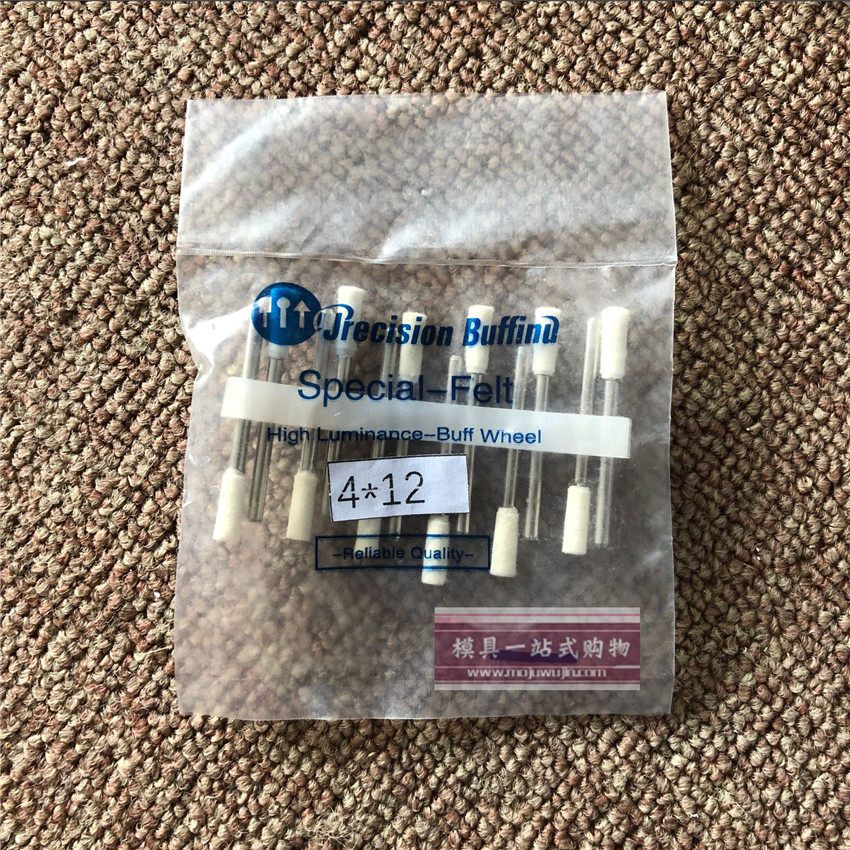 Precision Buffing
Special-Felt
High Luminance-Buff Wheel
4*12
-Reliable Quality-
模具一站式购物
www.mojuwujin.com